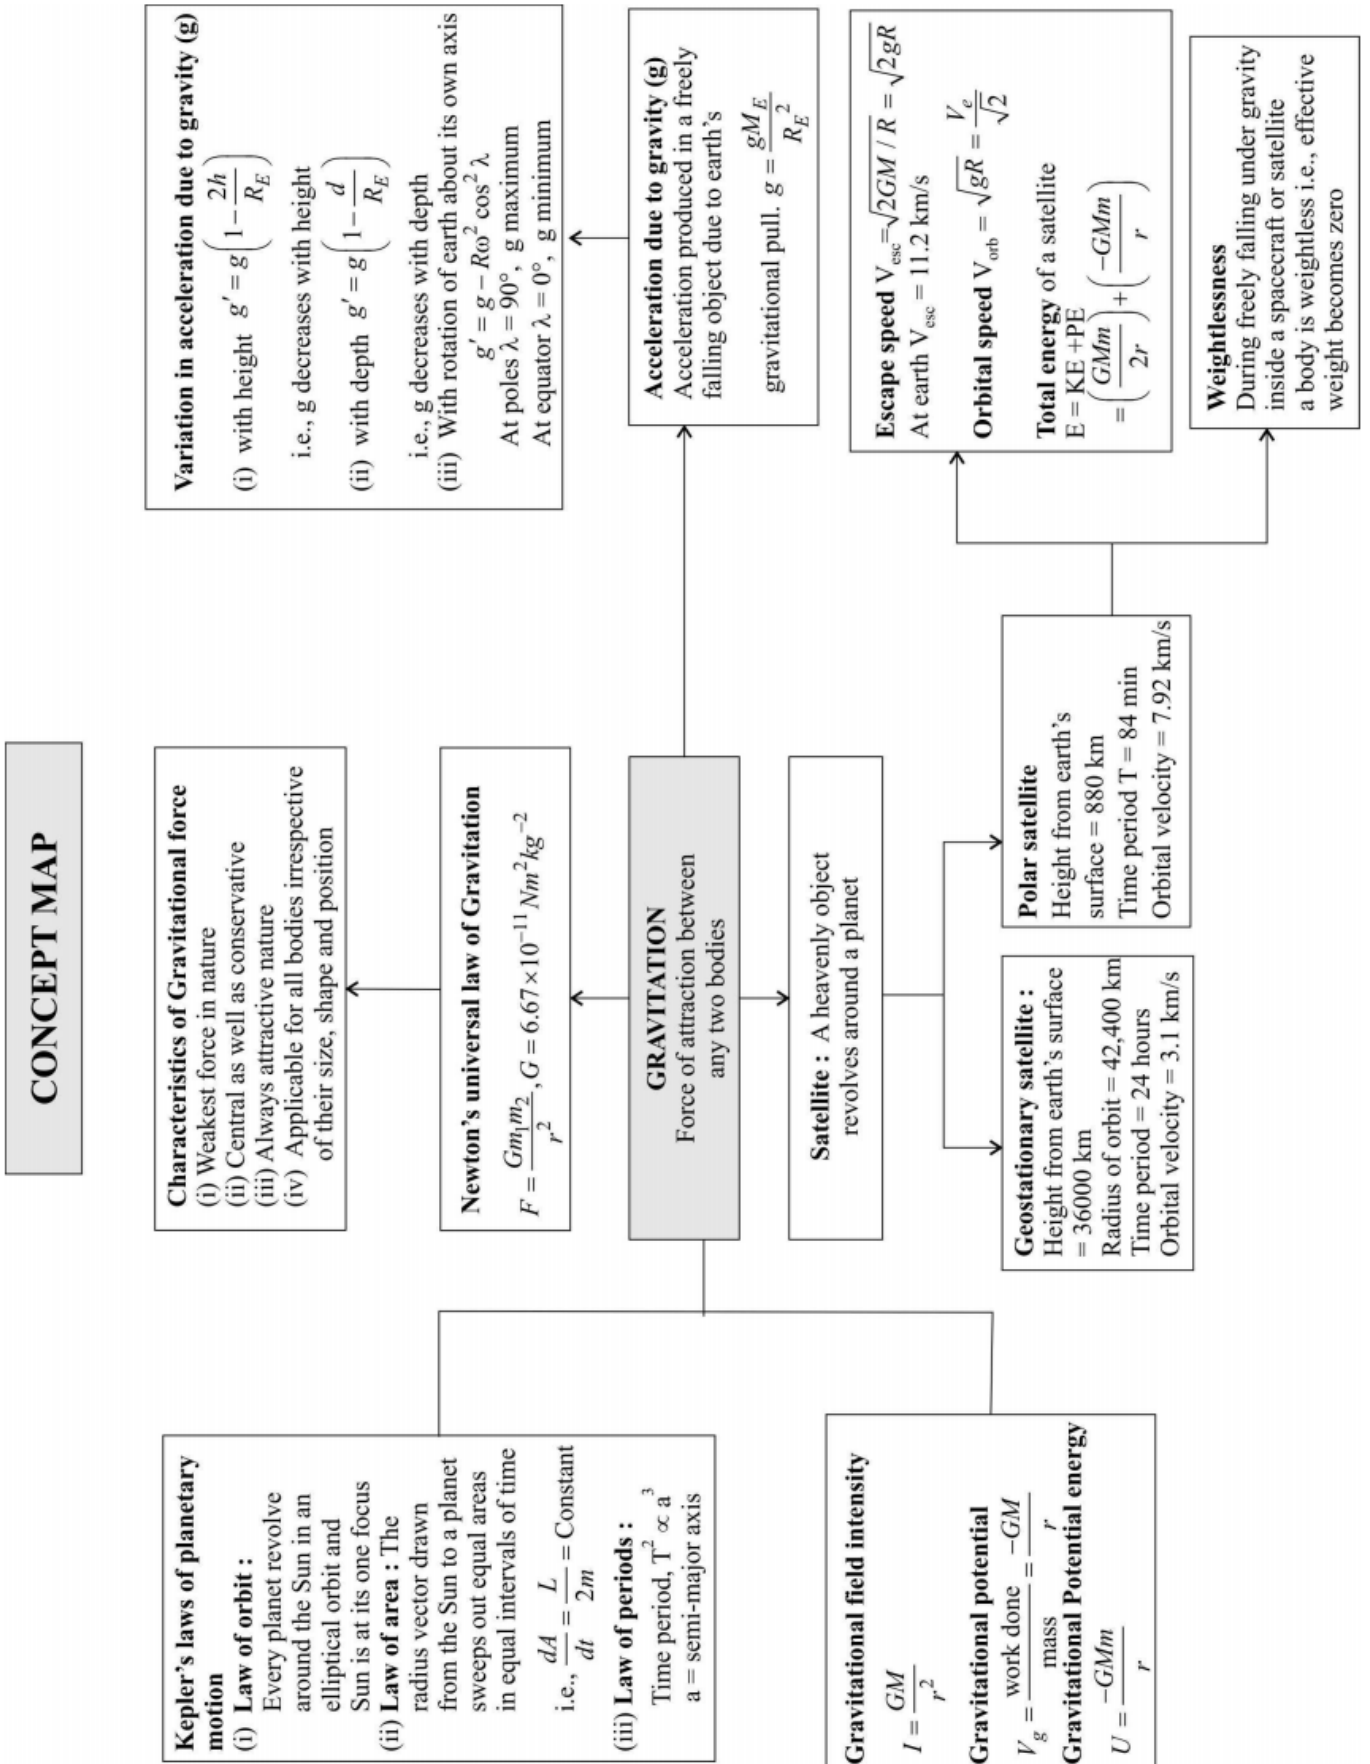 CONCEPT MAP
Kepler's laws of planetary
motion
(i) Law of orbit :
Every planet revolve
around the Sun in an
elliptical orbit and
Sun is at its one focus
(ii) Law of area : The
radius vector drawn
from the Sun to a planet
sweeps out equal areas
in equal intervals of time
i.e., dA/dt = L/2m = Constant
(iii) Law of periods :
Time period, T² ∝ a³
a = semi-major axis
Gravitational field intensity
I = GM/r²
Gravitational potential
V_g = work done/mass = -GM/r
Gravitational Potential energy
U = -GMm/r
Characteristics of Gravitational force
(i) Weakest force in nature
(ii) Central as well as conservative
(iii) Always attractive nature
(iv) Applicable for all bodies irrespective
of their size, shape and position
Newton's universal law of Gravitation
F = Gm₁m₂/r², G = 6.67×10⁻¹¹ Nm²kg⁻²
GRAVITATION
Force of attraction between
any two bodies
Satellite : A heavenly object
revolves around a planet
Geostationary satellite :
Height from earth's surface
= 36000 km
Radius of orbit = 42,400 km
Time period = 24 hours
Orbital velocity = 3.1 km/s
Polar satellite
Height from earth's
surface = 880 km
Time period T = 84 min
Orbital velocity = 7.92 km/s
Variation in acceleration due to gravity (g)
(i) with height g′ = g(1 - 2h/R_E)
i.e., g decreases with height
(ii) with depth g′ = g(1 - d/R_E)
i.e., g decreases with depth
(iii) With rotation of earth about its own axis
g′ = g − Rω² cos² λ
At poles λ = 90°, g maximum
At equator λ = 0°, g minimum
Acceleration due to gravity (g)
Acceleration produced in a freely
falling object due to earth's
gravitational pull. g = gM_E/R_E²
Escape speed V_esc = √2GM / R = √2gR
At earth V_esc = 11.2 km/s
Orbital speed V_orb = √gR = V_e/√2
Total energy of a satellite
E = KE +PE
= (GMm/2r) + (-GMm/r)
Weightlessness
During freely falling under gravity
inside a spacecraft or satellite
a body is weightless i.e., effective
weight becomes zero